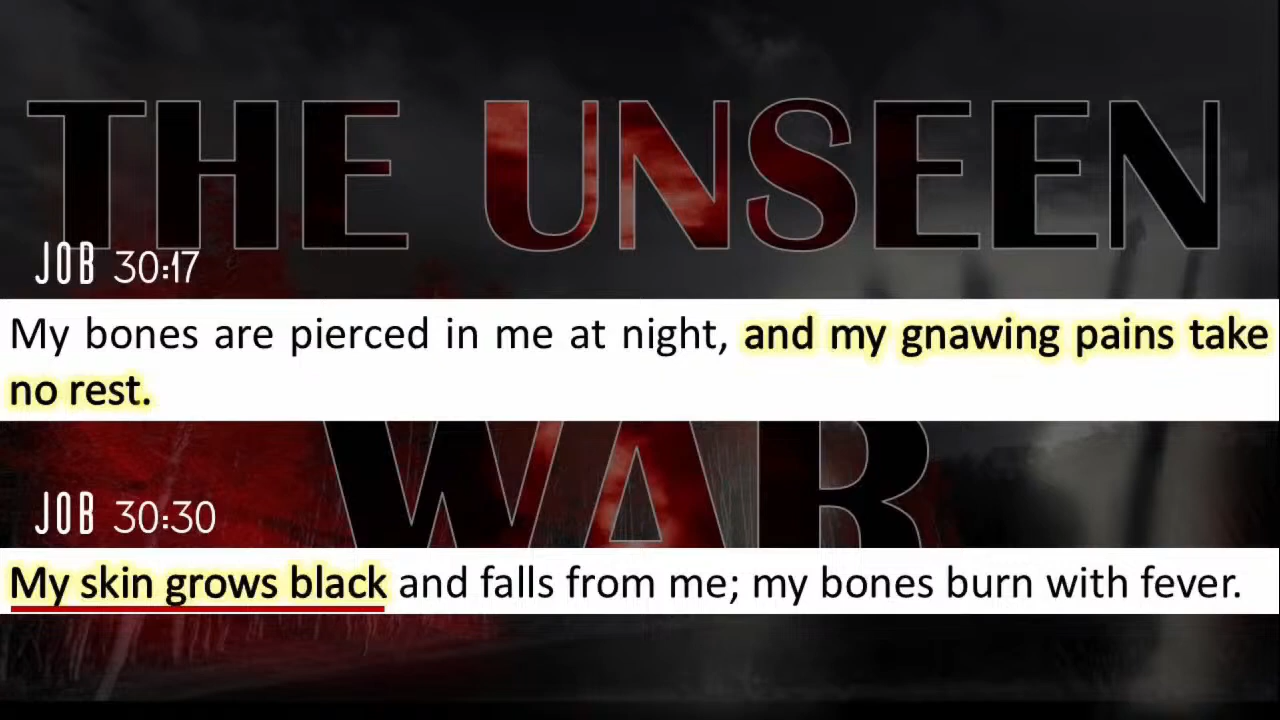 THE UNSEEN
JOB 30:17
My bones are pierced in me at night, and my gnawing pains take
no rest.
WAR
JOB 30:30
My skin grows black and falls from me; my bones burn with fever.